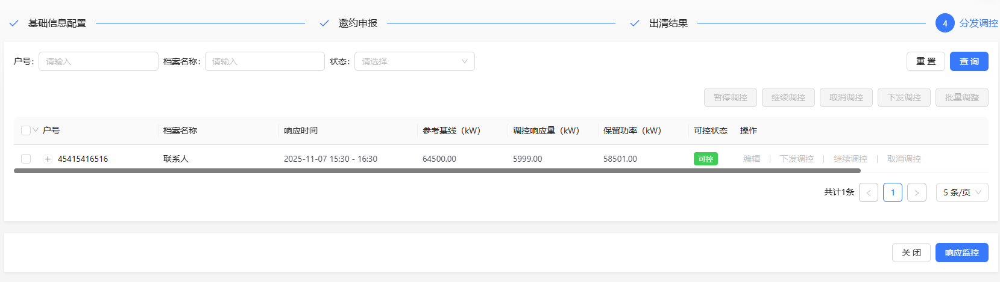 基础信息配置 邀约申报 出清结果 4 分发调控
户号: 请输入 档案名称: 请输入 状态: 请选择 重 置 查 询
暂停调控 继续调控 取消调控 下发调控 批量调整
户号 档案名称 响应时间 参考基线（kW） 调控响应量（kW） 保留功率（kW） 可控状态 操作
45415416516 联系人 2025-11-07 15:30 - 16:30 64500.00 5999.00 58501.00 可控 编辑 下发调控 继续调控 取消调控
共计1条 < 1 > 5 条/页
关 闭 响应监控